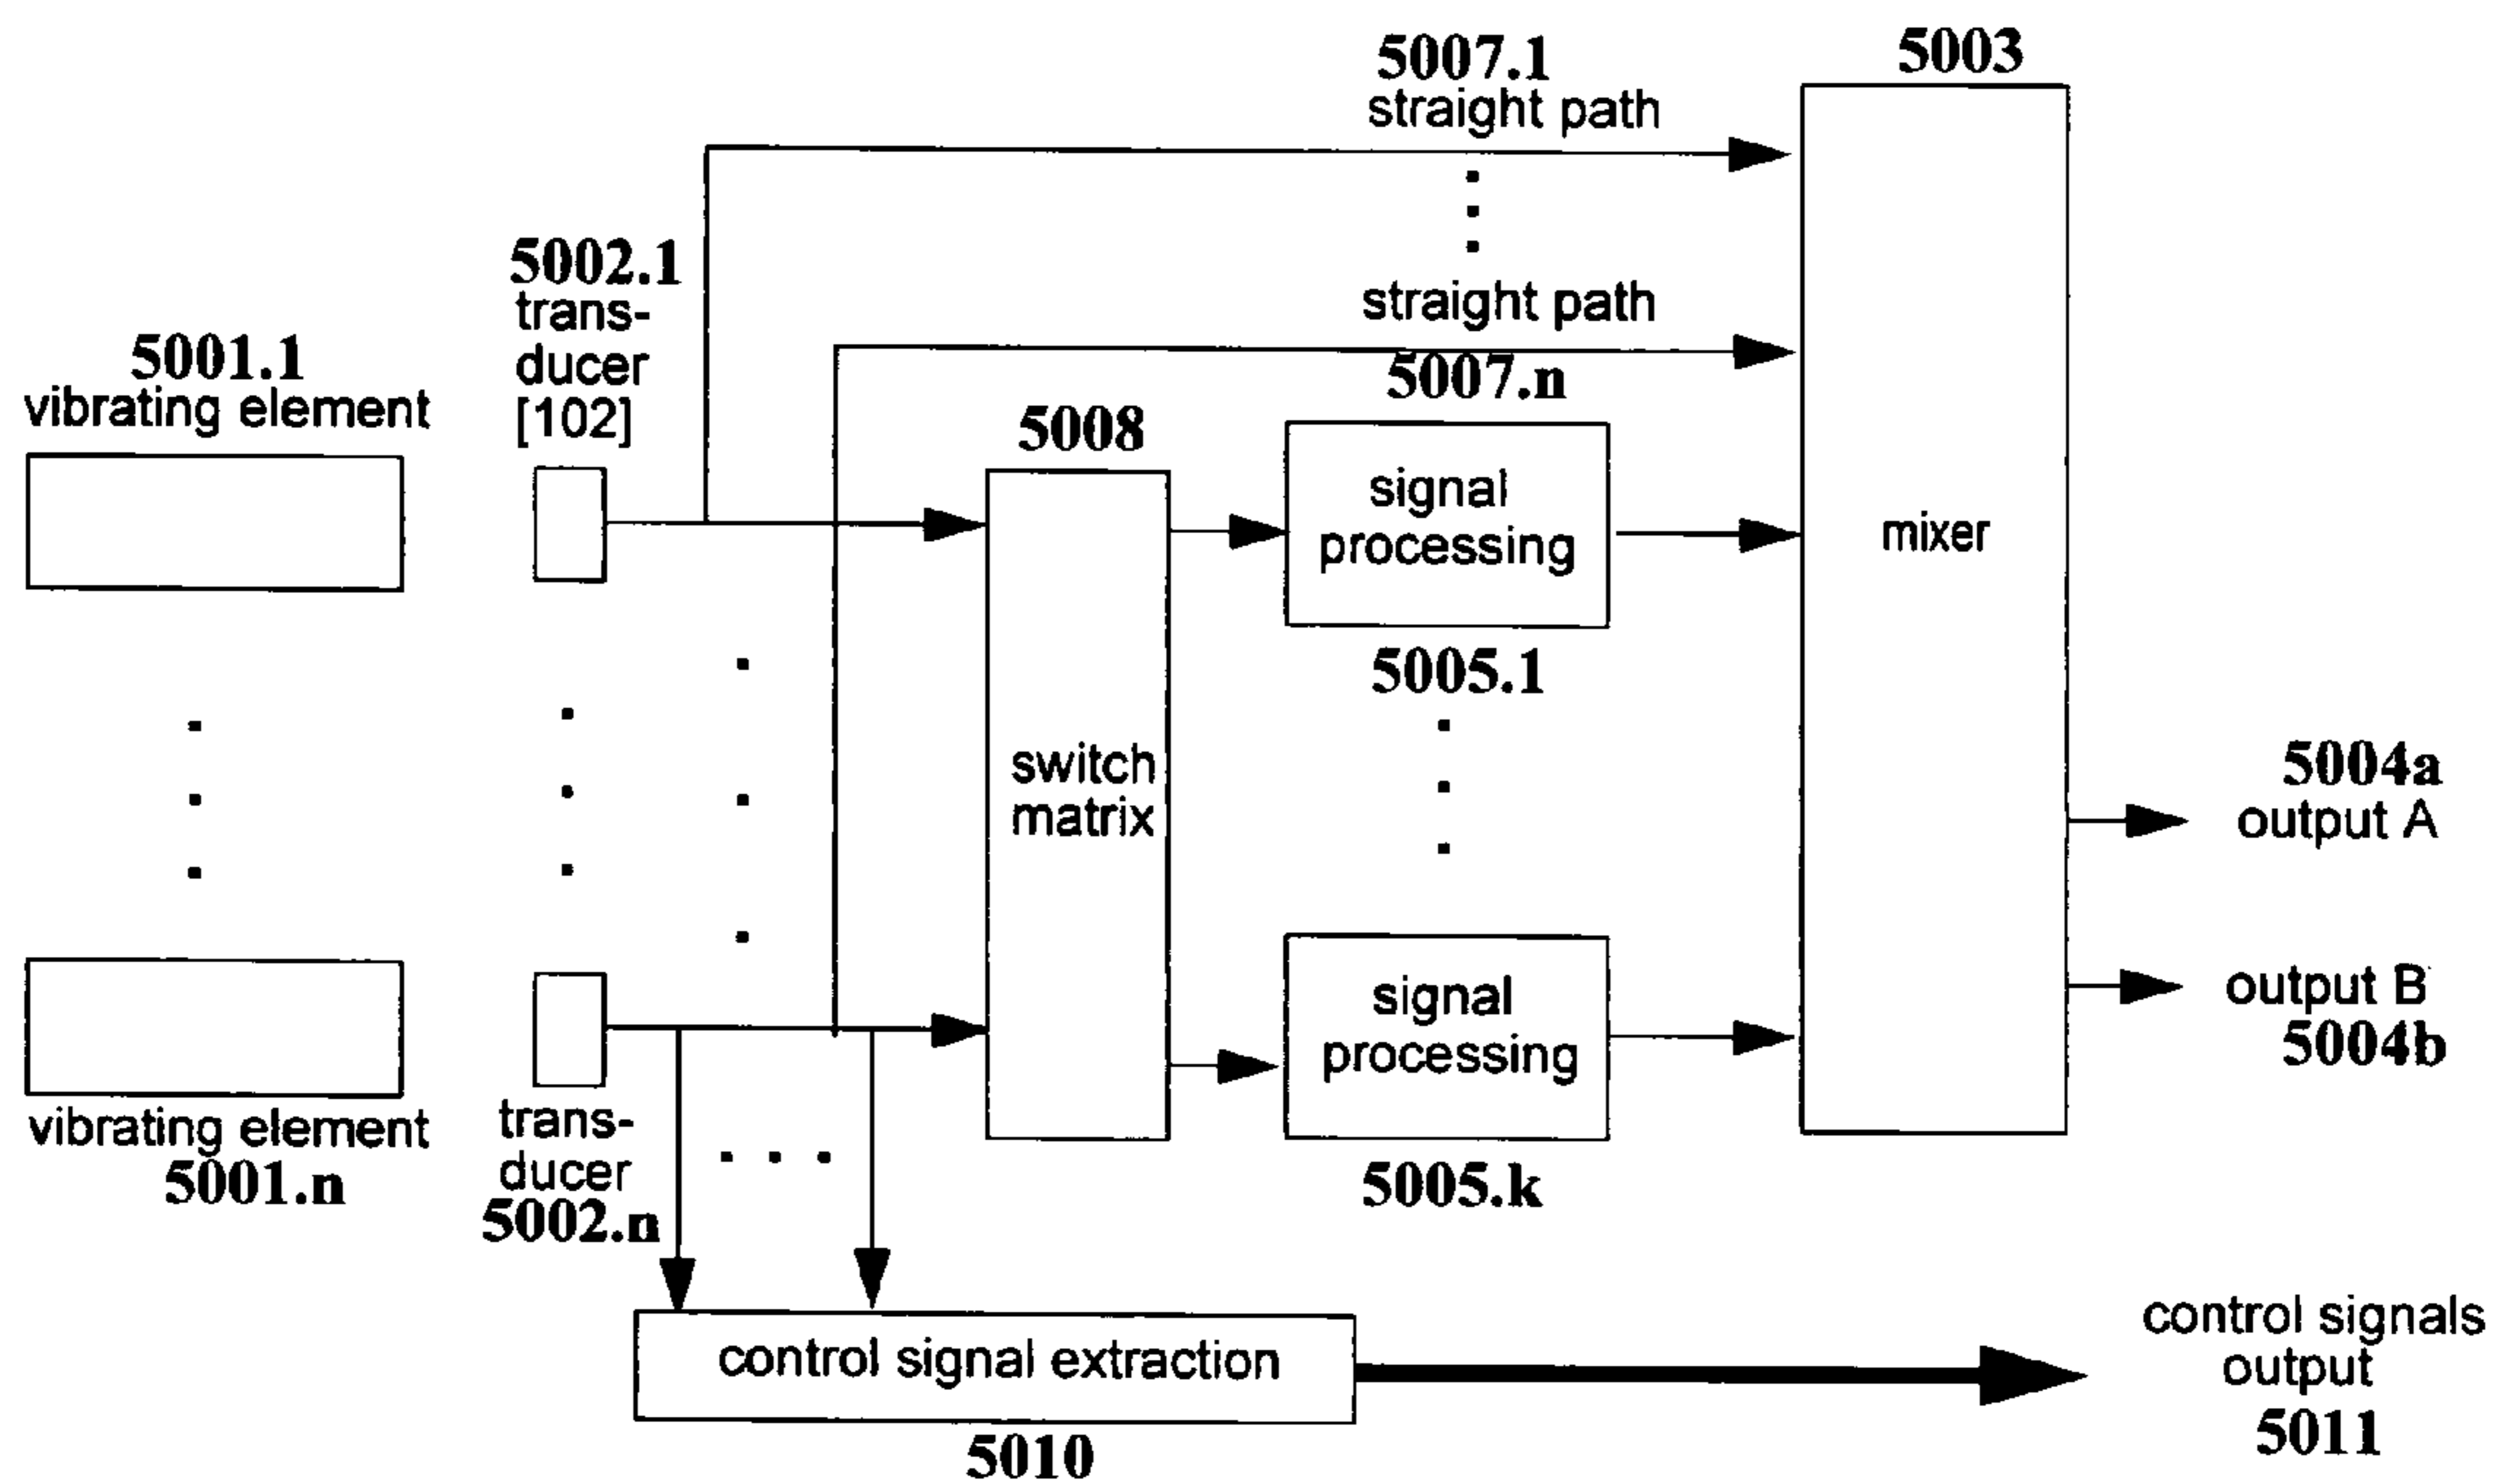 5007.1
straight path
5003
5002.1
trans-
ducer
[102]
straight path
5007.n
5001.1
vibrating element
5008
signal
processing
5005.1
mixer
switch
matrix
5004a
output A
output B
5004b
signal
processing
5005.k
vibrating element
5001.n
trans-
ducer
5002.n
control signal extraction
5010
control signals
output
5011